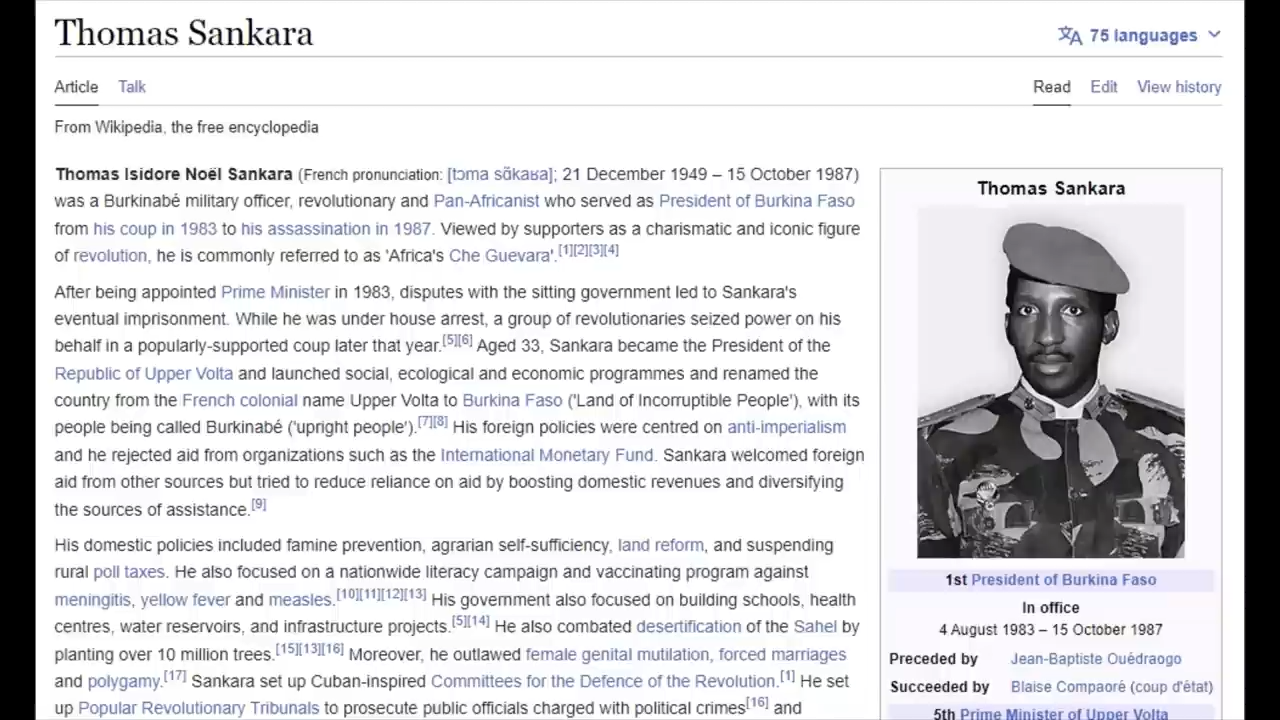 Thomas Sankara
75 languages
Article Talk
Read Edit View history
From Wikipedia, the free encyclopedia
Thomas Isidore Noël Sankara (French pronunciation: [tɔma sɑ̃kaʁa]; 21 December 1949 – 15 October 1987)
was a Burkinabé military officer, revolutionary and Pan-Africanist who served as President of Burkina Faso
from his coup in 1983 to his assassination in 1987. Viewed by supporters as a charismatic and iconic figure
of revolution, he is commonly referred to as 'Africa's Che Guevara'.[1][2][3][4]
After being appointed Prime Minister in 1983, disputes with the sitting government led to Sankara's
eventual imprisonment. While he was under house arrest, a group of revolutionaries seized power on his
behalf in a popularly-supported coup later that year.[5][6] Aged 33, Sankara became the President of the
Republic of Upper Volta and launched social, ecological and economic programmes and renamed the
country from the French colonial name Upper Volta to Burkina Faso ('Land of Incorruptible People'), with its
people being called Burkinabé ('upright people').[7][8] His foreign policies were centred on anti-imperialism
and he rejected aid from organizations such as the International Monetary Fund. Sankara welcomed foreign
aid from other sources but tried to reduce reliance on aid by boosting domestic revenues and diversifying
the sources of assistance.[9]
His domestic policies included famine prevention, agrarian self-sufficiency, land reform, and suspending
rural poll taxes. He also focused on a nationwide literacy campaign and vaccinating program against
meningitis, yellow fever and measles.[10][11][12][13] His government also focused on building schools, health
centres, water reservoirs, and infrastructure projects.[5][14] He also combated desertification of the Sahel by
planting over 10 million trees.[15][13][16] Moreover, he outlawed female genital mutilation, forced marriages
and polygamy.[17] Sankara set up Cuban-inspired Committees for the Defence of the Revolution.[1] He set
up Popular Revolutionary Tribunals to prosecute public officials charged with political crimes[16] and
Thomas Sankara
1st President of Burkina Faso
In office
4 August 1983 – 15 October 1987
Preceded by Jean-Baptiste Ouédraogo
Succeeded by Blaise Compaoré (coup d'état)
5th Prime Minister of Upper Volta